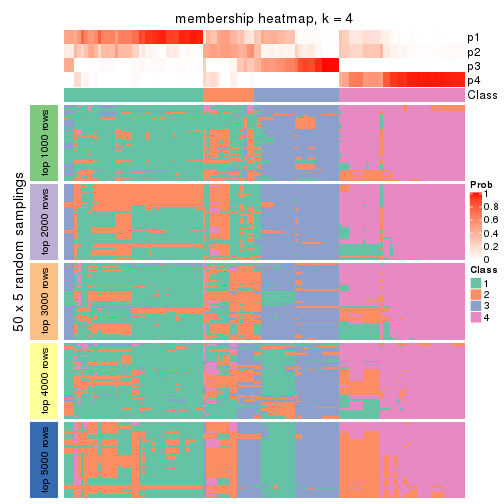 membership heatmap, k = 4
p1
p2
p3
p4
Class
50 x 5 random samplings
top 1000 rows
top 2000 rows
top 3000 rows
top 4000 rows
top 5000 rows
Prob
1
0.8
0.6
0.4
0.2
0
Class
1
2
3
4